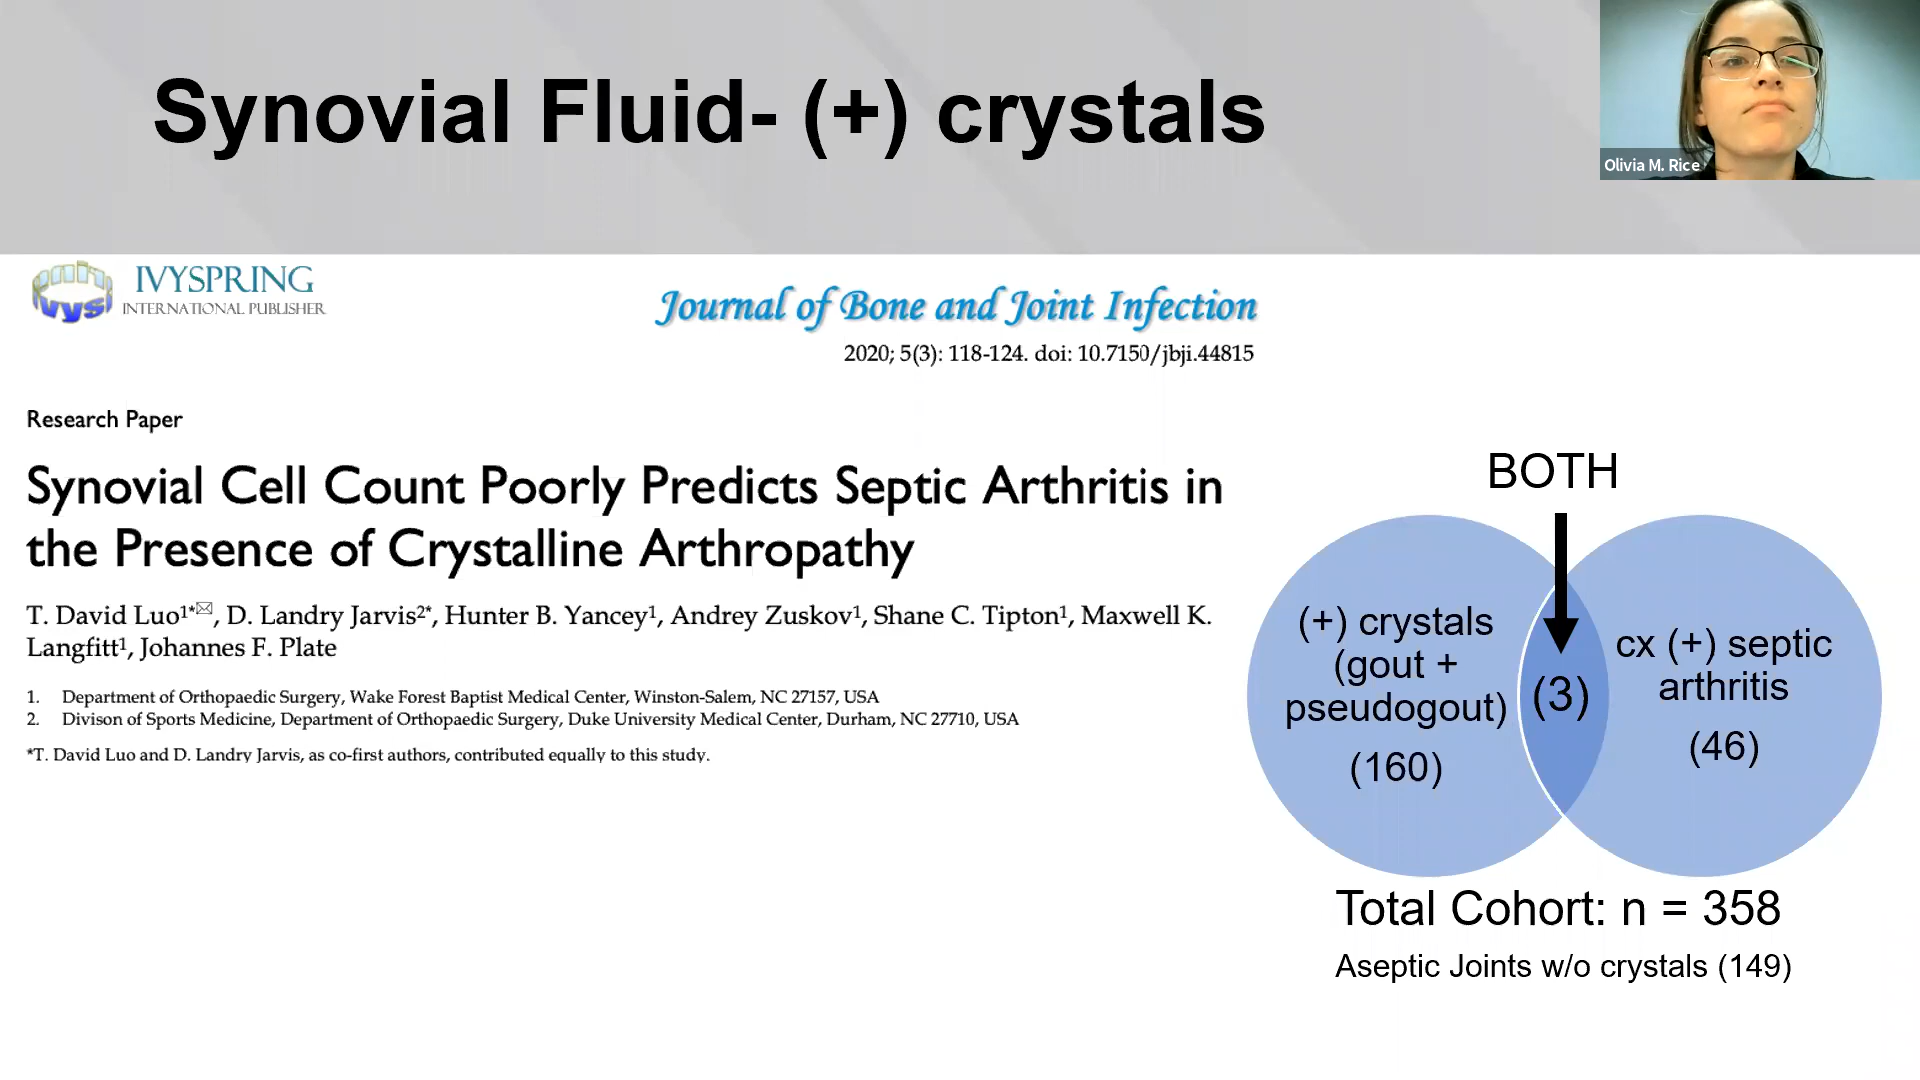 Synovial Fluid- (+) crystals
Olivia M. Rice
ivys
IVYSPRING
INTERNATIONAL PUBLISHER
Journal of Bone and Joint Infection
2020; 5(3): 118-124. doi: 10.7150/jbji.44815
Research Paper
Synovial Cell Count Poorly Predicts Septic Arthritis in
the Presence of Crystalline Arthropathy
T. David Luo1*✉, D. Landry Jarvis2*, Hunter B. Yancey1, Andrey Zuskov1, Shane C. Tipton1, Maxwell K.
Langfitt1, Johannes F. Plate
1. Department of Orthopaedic Surgery, Wake Forest Baptist Medical Center, Winston-Salem, NC 27157, USA
2. Divison of Sports Medicine, Department of Orthopaedic Surgery, Duke University Medical Center, Durham, NC 27710, USA
*T. David Luo and D. Landry Jarvis, as co-first authors, contributed equally to this study.
BOTH
(+) crystals
(gout +
pseudogout)
(160)
(3)
cx (+) septic
arthritis
(46)
Total Cohort: n = 358
Aseptic Joints w/o crystals (149)